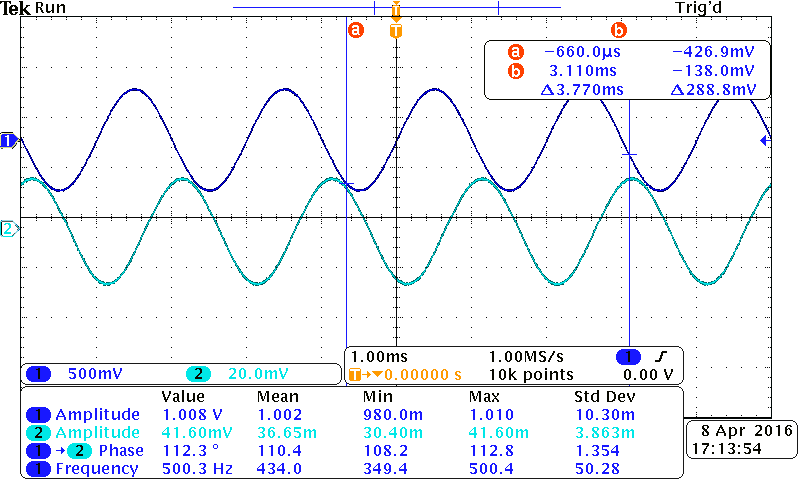 Tek Run Trig'd
T
a b
T
a −660.0µs −426.9mV
b 3.110ms −138.0mV
Δ3.770ms Δ288.8mV
1
2
1.00ms 1.00MS/s 1
T→▼0.00000 s 10k points 0.00 V
1 500mV 2 20.0mV
Value Mean Min Max Std Dev
1 Amplitude 1.008 V 1.002 980.0m 1.010 10.30m
2 Amplitude 41.60mV 36.65m 30.40m 41.60m 3.863m
1 → 2 Phase 112.3 ° 110.4 108.2 112.8 1.354
1 Frequency 500.3 Hz 434.0 349.4 500.4 50.28
8 Apr 2016
17:13:54